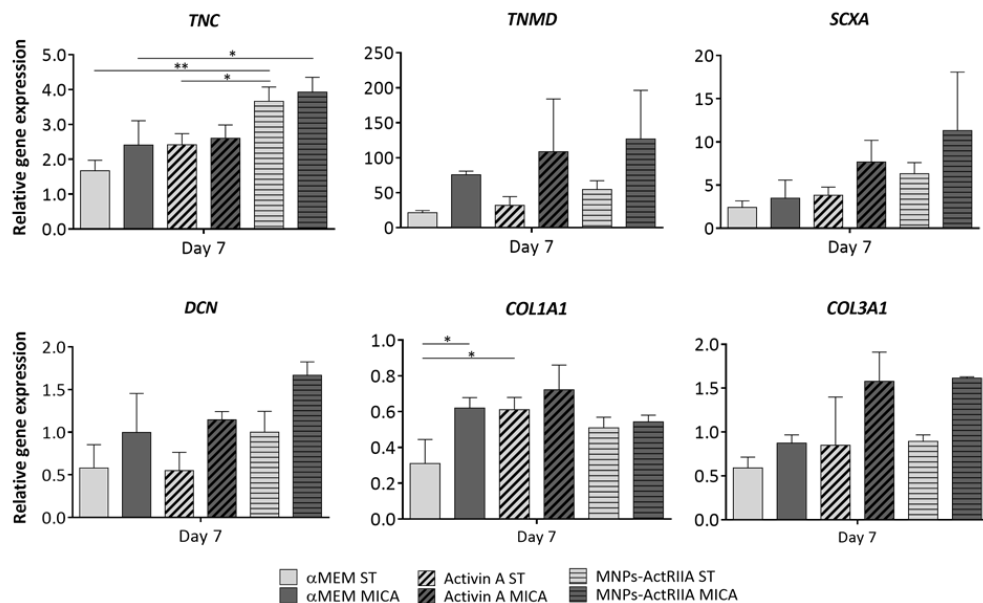 TNC
TNMD
SCXA
Relative gene expression
5.0
4.0
3.0
2.0
1.0
0.0
*
**
*
Day 7
250
200
150
100
50
0
Day 7
20
15
10
5
0
Day 7
DCN
COL1A1
COL3A1
Relative gene expression
2.0
1.5
1.0
0.5
0.0
Day 7
1.0
0.8
0.6
0.4
0.2
0.0
*
*
Day 7
2.0
1.5
1.0
0.5
0.0
Day 7
αMEM ST
αMEM MICA
Activin A ST
Activin A MICA
MNPs-ActRIIA ST
MNPs-ActRIIA MICA